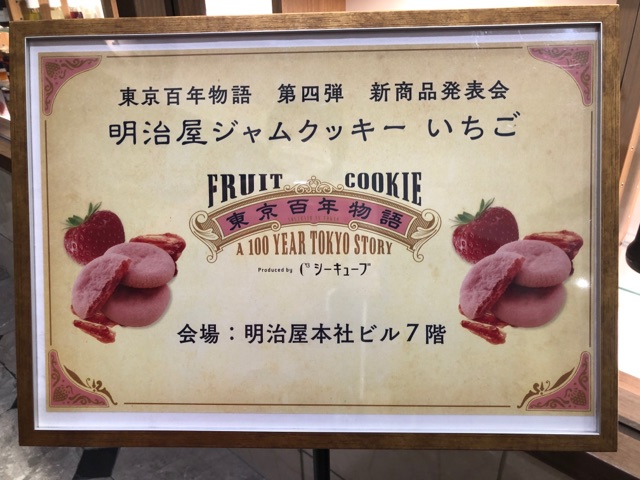 東京百年物語 第四弾 新商品発表会
明治屋ジャムクッキー いちご
FRUIT COOKIE
東京百年物語
A 100 YEAR TOKYO STORY
Produced by C³ シーキューブ
会場：明治屋本社ビル7階